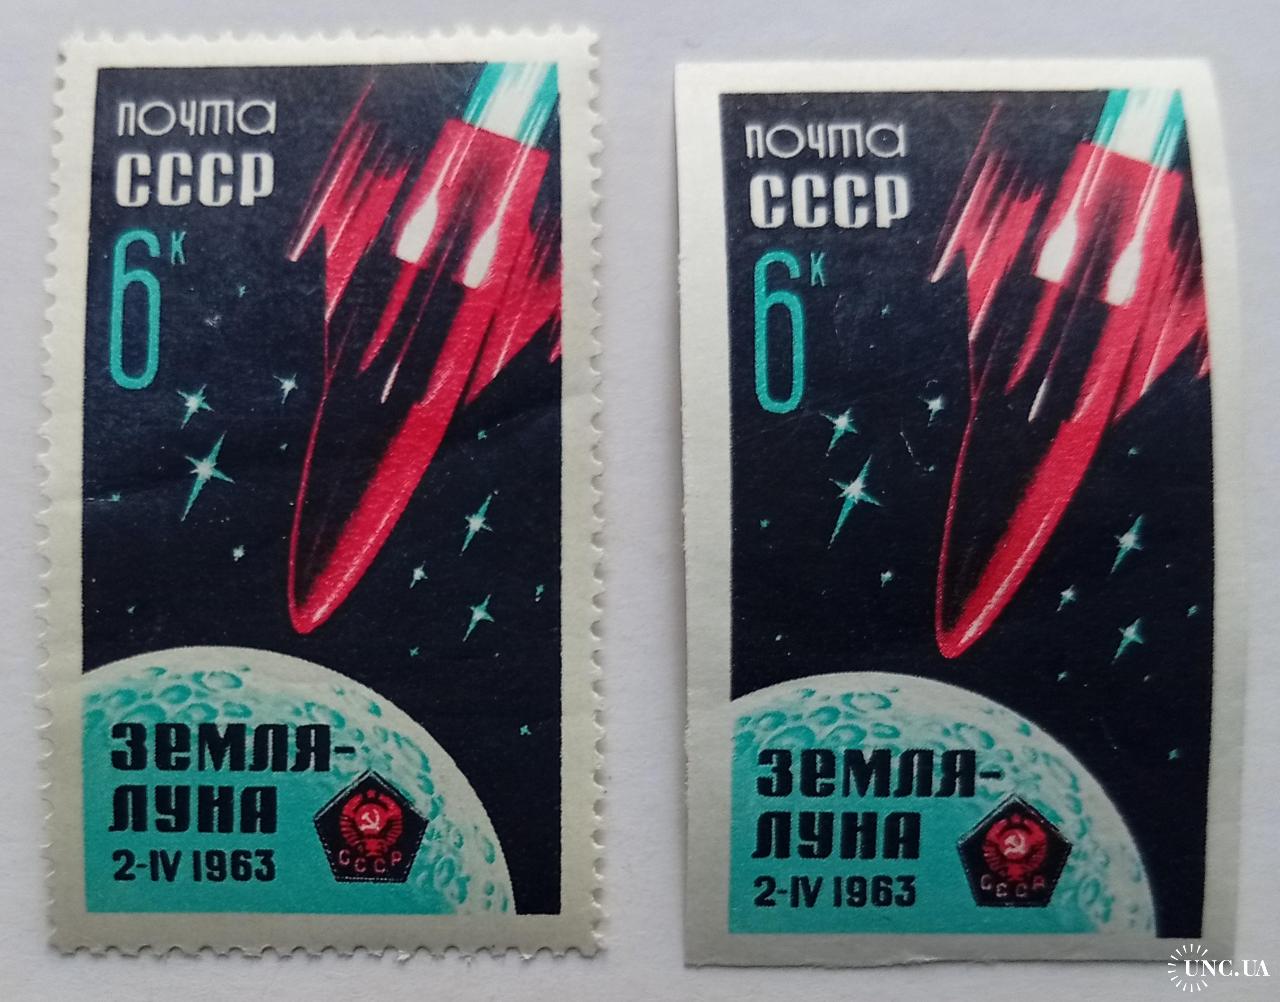 почта
СССР
6к
ЗЕМЛЯ-
ЛУНА
2-IV 1963
СССР
почта
СССР
6к
ЗЕМЛЯ-
ЛУНА
2-IV 1963
СССР
UNC.UA